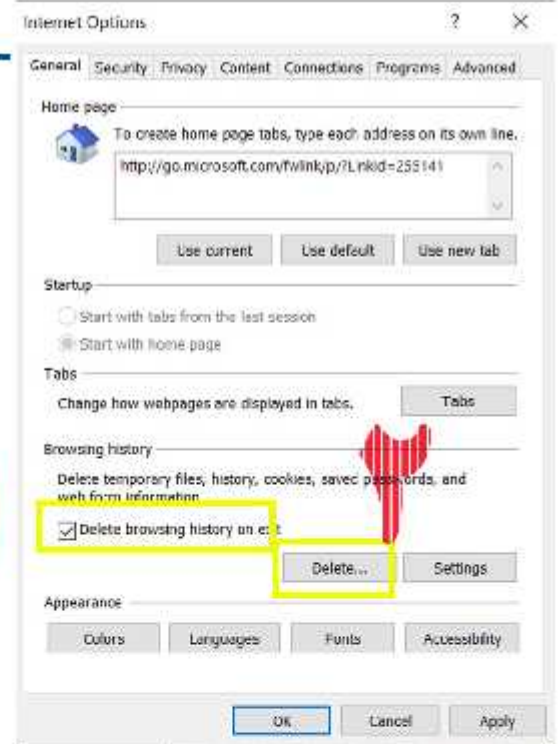 Internet Options ? ×
General Security Privacy Content Connections Programs Advanced
Home page
To create home page tabs, type each address on its own line.
http://go.microsoft.com/fwlink/p/?LinkId=255141
Use current Use default Use new tab
Startup
Start with tabs from the last session
Start with home page
Tabs
Change how webpages are displayed in tabs. Tabs
Browsing history
Delete temporary files, history, cookies, saved passwords, and
web form information.
Delete browsing history on exit
Delete... Settings
Appearance
Colors Languages Fonts Accessibility
OK Cancel Apply